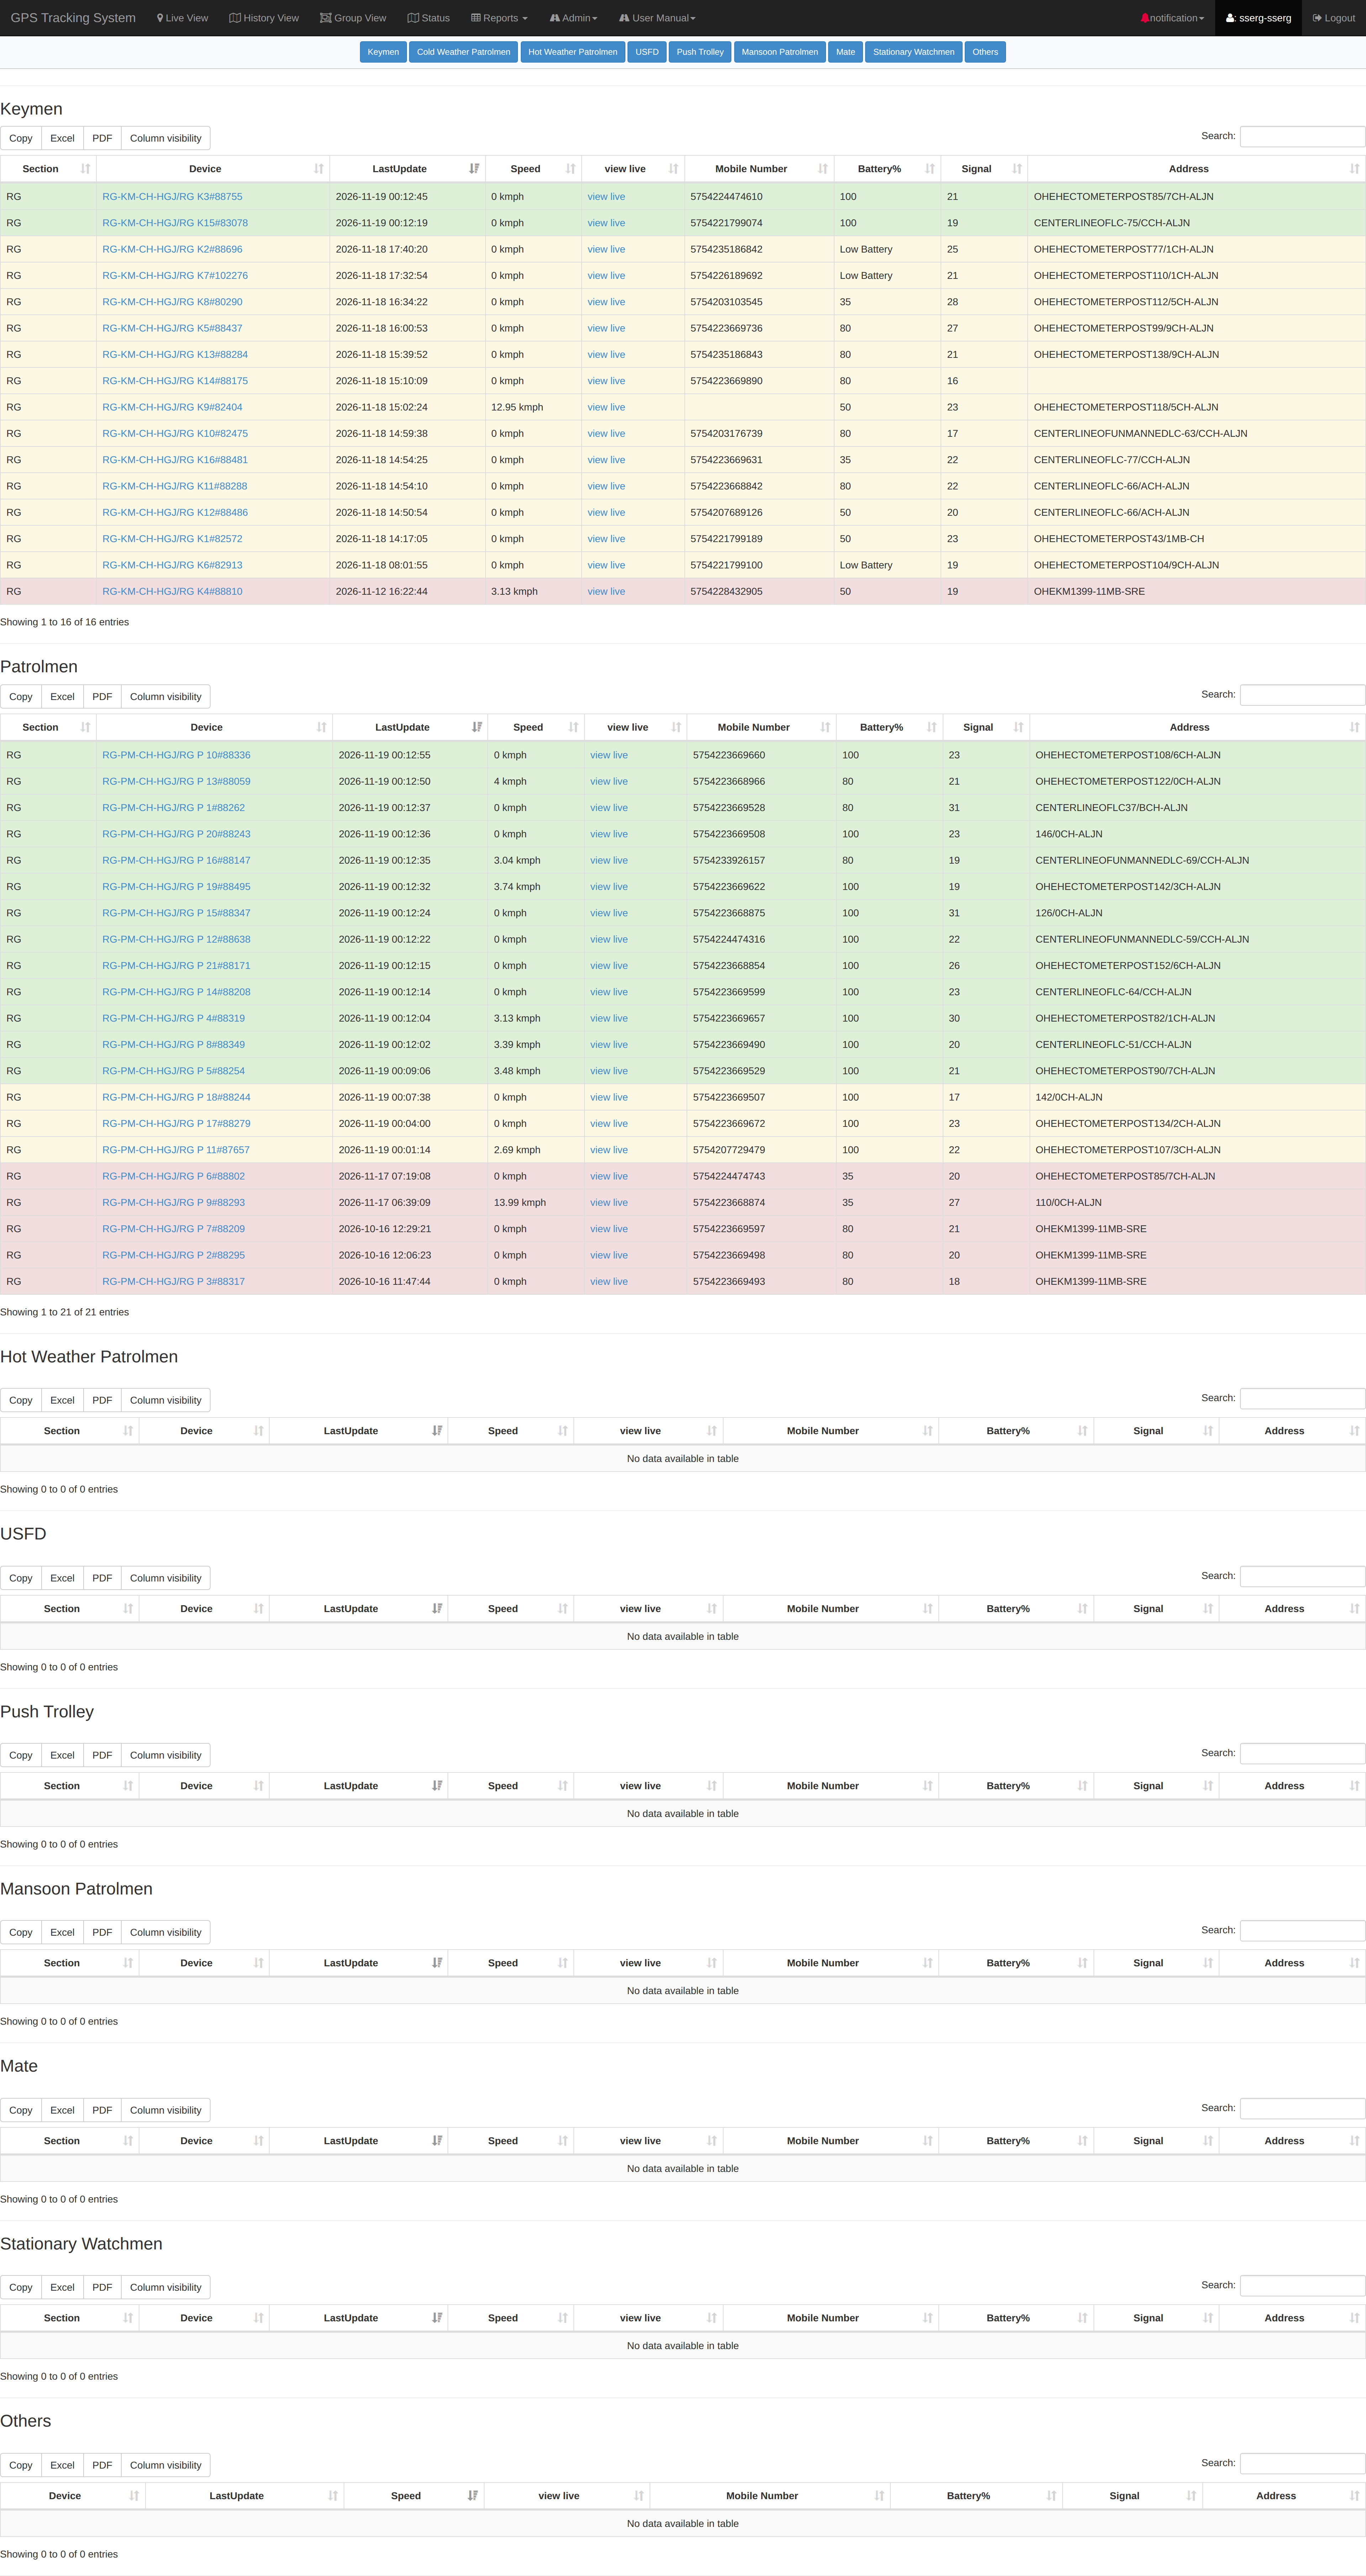 GPS Tracking System Live View History View Group View Status Reports Admin User Manual notification : sserg-sserg Logout
Keymen Cold Weather Patrolmen Hot Weather Patrolmen USFD Push Trolley Mansoon Patrolmen Mate Stationary Watchmen Others
Keymen
Copy Excel PDF Column visibility Search:
Section Device LastUpdate Speed view live Mobile Number Battery% Signal Address
RG RG-KM-CH-HGJ/RG K3#88755 2026-11-19 00:12:45 0 kmph view live 5754224474610 100 21 OHEHECTOMETERPOST85/7CH-ALJN
RG RG-KM-CH-HGJ/RG K15#83078 2026-11-19 00:12:19 0 kmph view live 5754221799074 100 19 CENTERLINEOFLC-75/CCH-ALJN
RG RG-KM-CH-HGJ/RG K2#88696 2026-11-18 17:40:20 0 kmph view live 5754235186842 Low Battery 25 OHEHECTOMETERPOST77/1CH-ALJN
RG RG-KM-CH-HGJ/RG K7#102276 2026-11-18 17:32:54 0 kmph view live 5754226189692 Low Battery 21 OHEHECTOMETERPOST110/1CH-ALJN
RG RG-KM-CH-HGJ/RG K8#80290 2026-11-18 16:34:22 0 kmph view live 5754203103545 35 28 OHEHECTOMETERPOST112/5CH-ALJN
RG RG-KM-CH-HGJ/RG K5#88437 2026-11-18 16:00:53 0 kmph view live 5754223669736 80 27 OHEHECTOMETERPOST99/9CH-ALJN
RG RG-KM-CH-HGJ/RG K13#88284 2026-11-18 15:39:52 0 kmph view live 5754235186843 80 21 OHEHECTOMETERPOST138/9CH-ALJN
RG RG-KM-CH-HGJ/RG K14#88175 2026-11-18 15:10:09 0 kmph view live 5754223669890 80 16
RG RG-KM-CH-HGJ/RG K9#82404 2026-11-18 15:02:24 12.95 kmph view live 50 23 OHEHECTOMETERPOST118/5CH-ALJN
RG RG-KM-CH-HGJ/RG K10#82475 2026-11-18 14:59:38 0 kmph view live 5754203176739 80 17 CENTERLINEOFUNMANNEDLC-63/CCH-ALJN
RG RG-KM-CH-HGJ/RG K16#88481 2026-11-18 14:54:25 0 kmph view live 5754223669631 35 22 CENTERLINEOFLC-77/CCH-ALJN
RG RG-KM-CH-HGJ/RG K11#88288 2026-11-18 14:54:10 0 kmph view live 5754223668842 80 22 CENTERLINEOFLC-66/ACH-ALJN
RG RG-KM-CH-HGJ/RG K12#88486 2026-11-18 14:50:54 0 kmph view live 5754207689126 50 20 CENTERLINEOFLC-66/ACH-ALJN
RG RG-KM-CH-HGJ/RG K1#82572 2026-11-18 14:17:05 0 kmph view live 5754221799189 50 23 OHEHECTOMETERPOST43/1MB-CH
RG RG-KM-CH-HGJ/RG K6#82913 2026-11-18 08:01:55 0 kmph view live 5754221799100 Low Battery 19 OHEHECTOMETERPOST104/9CH-ALJN
RG RG-KM-CH-HGJ/RG K4#88810 2026-11-12 16:22:44 3.13 kmph view live 5754228432905 50 19 OHEKM1399-11MB-SRE
Showing 1 to 16 of 16 entries
Patrolmen
Copy Excel PDF Column visibility Search:
Section Device LastUpdate Speed view live Mobile Number Battery% Signal Address
RG RG-PM-CH-HGJ/RG P 10#88336 2026-11-19 00:12:55 0 kmph view live 5754223669660 100 23 OHEHECTOMETERPOST108/6CH-ALJN
RG RG-PM-CH-HGJ/RG P 13#88059 2026-11-19 00:12:50 4 kmph view live 5754223668966 80 21 OHEHECTOMETERPOST122/0CH-ALJN
RG RG-PM-CH-HGJ/RG P 1#88262 2026-11-19 00:12:37 0 kmph view live 5754223669528 80 31 CENTERLINEOFLC37/BCH-ALJN
RG RG-PM-CH-HGJ/RG P 20#88243 2026-11-19 00:12:36 0 kmph view live 5754223669508 100 23 146/0CH-ALJN
RG RG-PM-CH-HGJ/RG P 16#88147 2026-11-19 00:12:35 3.04 kmph view live 5754233926157 80 19 CENTERLINEOFUNMANNEDLC-69/CCH-ALJN
RG RG-PM-CH-HGJ/RG P 19#88495 2026-11-19 00:12:32 3.74 kmph view live 5754223669622 100 19 OHEHECTOMETERPOST142/3CH-ALJN
RG RG-PM-CH-HGJ/RG P 15#88347 2026-11-19 00:12:24 0 kmph view live 5754223668875 100 31 126/0CH-ALJN
RG RG-PM-CH-HGJ/RG P 12#88638 2026-11-19 00:12:22 0 kmph view live 5754224474316 100 22 CENTERLINEOFUNMANNEDLC-59/CCH-ALJN
RG RG-PM-CH-HGJ/RG P 21#88171 2026-11-19 00:12:15 0 kmph view live 5754223668854 100 26 OHEHECTOMETERPOST152/6CH-ALJN
RG RG-PM-CH-HGJ/RG P 14#88208 2026-11-19 00:12:14 0 kmph view live 5754223669599 100 23 CENTERLINEOFLC-64/CCH-ALJN
RG RG-PM-CH-HGJ/RG P 4#88319 2026-11-19 00:12:04 3.13 kmph view live 5754223669657 100 30 OHEHECTOMETERPOST82/1CH-ALJN
RG RG-PM-CH-HGJ/RG P 8#88349 2026-11-19 00:12:02 3.39 kmph view live 5754223669490 100 20 CENTERLINEOFLC-51/CCH-ALJN
RG RG-PM-CH-HGJ/RG P 5#88254 2026-11-19 00:09:06 3.48 kmph view live 5754223669529 100 21 OHEHECTOMETERPOST90/7CH-ALJN
RG RG-PM-CH-HGJ/RG P 18#88244 2026-11-19 00:07:38 0 kmph view live 5754223669507 100 17 142/0CH-ALJN
RG RG-PM-CH-HGJ/RG P 17#88279 2026-11-19 00:04:00 0 kmph view live 5754223669672 100 23 OHEHECTOMETERPOST134/2CH-ALJN
RG RG-PM-CH-HGJ/RG P 11#87657 2026-11-19 00:01:14 2.69 kmph view live 5754207729479 100 22 OHEHECTOMETERPOST107/3CH-ALJN
RG RG-PM-CH-HGJ/RG P 6#88802 2026-11-17 07:19:08 0 kmph view live 5754224474743 35 20 OHEHECTOMETERPOST85/7CH-ALJN
RG RG-PM-CH-HGJ/RG P 9#88293 2026-11-17 06:39:09 13.99 kmph view live 5754223668874 35 27 110/0CH-ALJN
RG RG-PM-CH-HGJ/RG P 7#88209 2026-10-16 12:29:21 0 kmph view live 5754223669597 80 21 OHEKM1399-11MB-SRE
RG RG-PM-CH-HGJ/RG P 2#88295 2026-10-16 12:06:23 0 kmph view live 5754223669498 80 20 OHEKM1399-11MB-SRE
RG RG-PM-CH-HGJ/RG P 3#88317 2026-10-16 11:47:44 0 kmph view live 5754223669493 80 18 OHEKM1399-11MB-SRE
Showing 1 to 21 of 21 entries
Hot Weather Patrolmen
Copy Excel PDF Column visibility Search:
Section Device LastUpdate Speed view live Mobile Number Battery% Signal Address
No data available in table
Showing 0 to 0 of 0 entries
USFD
Copy Excel PDF Column visibility Search:
Section Device LastUpdate Speed view live Mobile Number Battery% Signal Address
No data available in table
Showing 0 to 0 of 0 entries
Push Trolley
Copy Excel PDF Column visibility Search:
Section Device LastUpdate Speed view live Mobile Number Battery% Signal Address
No data available in table
Showing 0 to 0 of 0 entries
Mansoon Patrolmen
Copy Excel PDF Column visibility Search:
Section Device LastUpdate Speed view live Mobile Number Battery% Signal Address
No data available in table
Showing 0 to 0 of 0 entries
Mate
Copy Excel PDF Column visibility Search:
Section Device LastUpdate Speed view live Mobile Number Battery% Signal Address
No data available in table
Showing 0 to 0 of 0 entries
Stationary Watchmen
Copy Excel PDF Column visibility Search:
Section Device LastUpdate Speed view live Mobile Number Battery% Signal Address
No data available in table
Showing 0 to 0 of 0 entries
Others
Copy Excel PDF Column visibility Search:
Device LastUpdate Speed view live Mobile Number Battery% Signal Address
No data available in table
Showing 0 to 0 of 0 entries